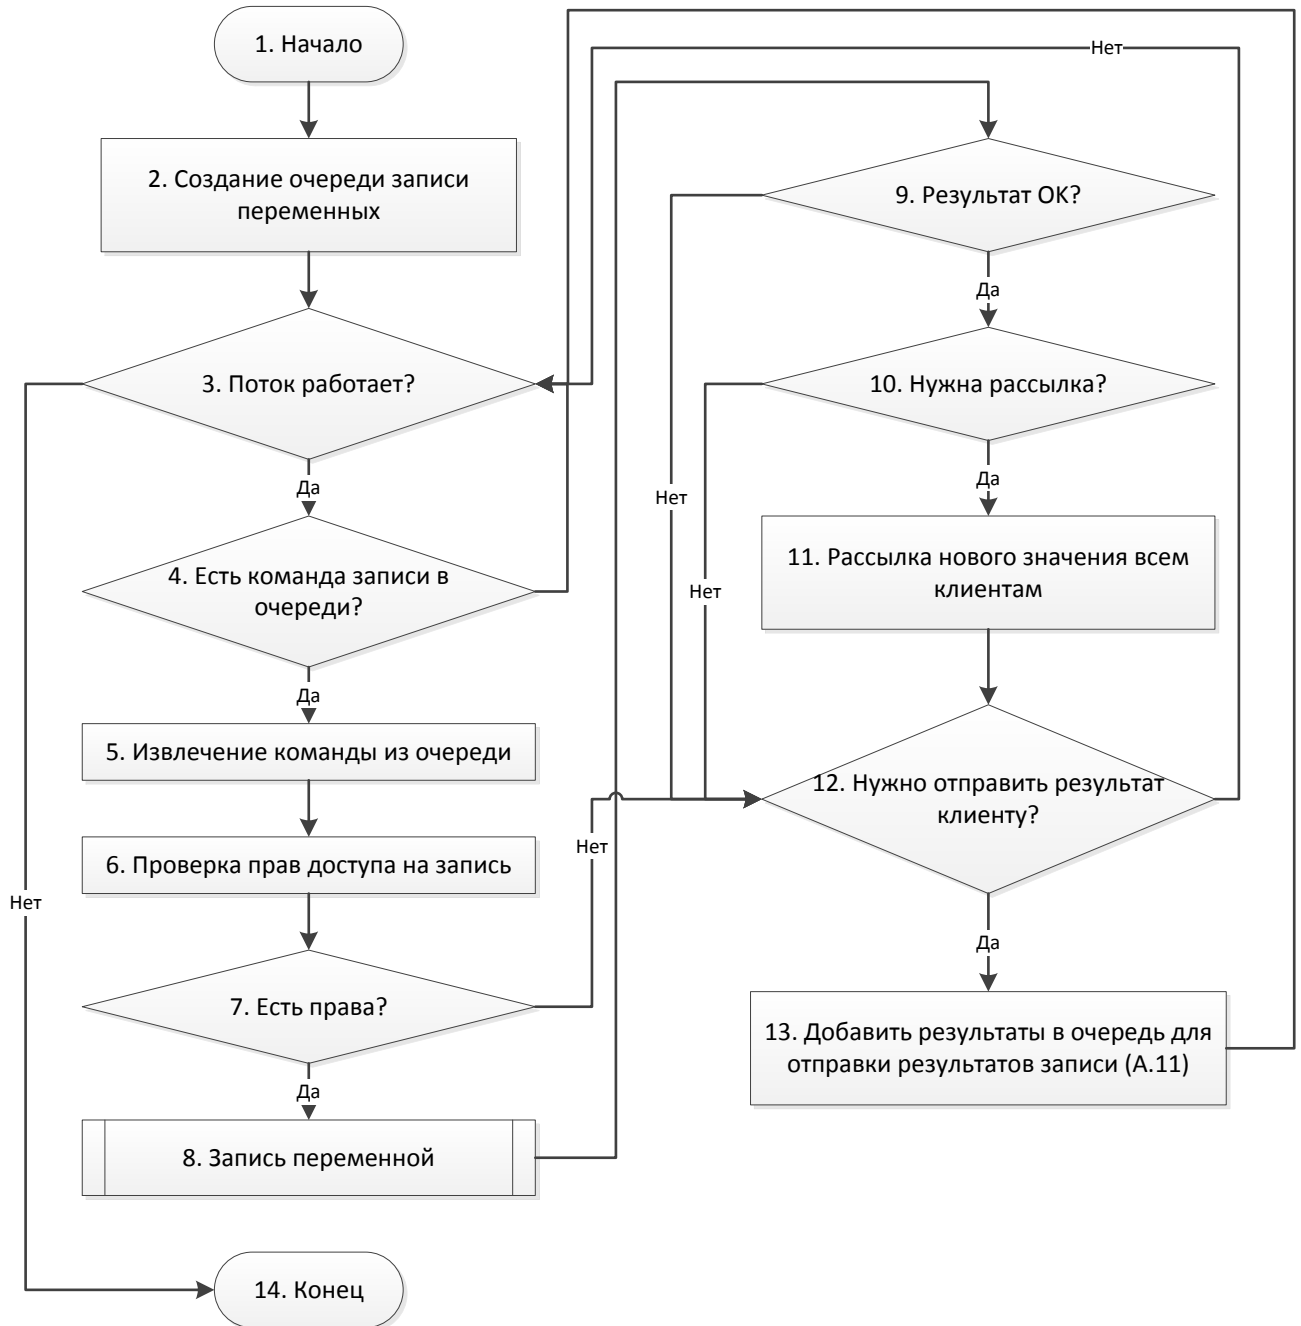 1. Начало
2. Создание очереди записи
переменных
3. Поток работает?
Да
4. Есть команда записи в
очереди?
Да
5. Извлечение команды из очереди
6. Проверка прав доступа на запись
7. Есть права?
Нет
Да
8. Запись переменной
Нет
14. Конец
Нет
9. Результат ОК?
Да
Нет
10. Нужна рассылка?
Да
Нет
11. Рассылка нового значения всем
клиентам
12. Нужно отправить результат
клиенту?
Да
13. Добавить результаты в очередь для
отправки результатов записи (А.11)